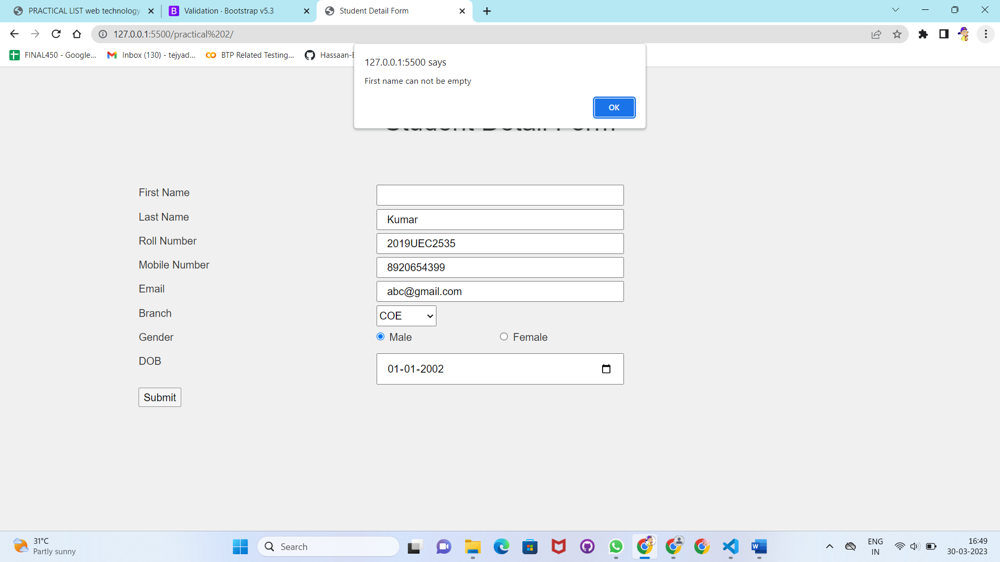 PRACTICAL LIST web technology
Validation · Bootstrap v5.3
Student Detail Form
127.0.0.1:5500/practical%202/
FINAL450 - Google...
Inbox (130) - tejyad...
BTP Related Testing...
Hassaan-E
127.0.0.1:5500 says
First name can not be empty
OK
Student Detail Form
First Name
Last Name
Kumar
Roll Number
2019UEC2535
Mobile Number
8920654399
Email
abc@gmail.com
Branch
COE
Gender
Male
Female
DOB
01-01-2002
Submit
31°C
Partly sunny
Search
ENG
IN
16:49
30-03-2023